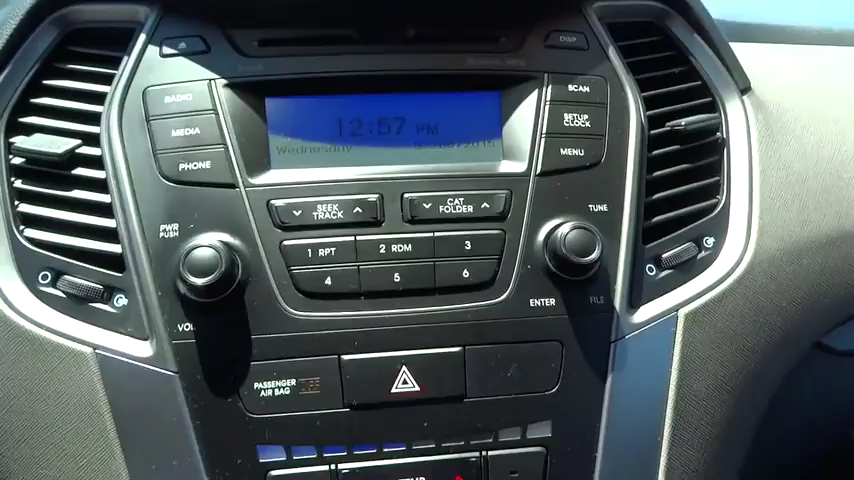 DISP
RADIO
SCAN
MEDIA
12:57 PM
SETUP
CLOCK
Wednesday
PHONE
MENU
SEEK
TRACK
CAT
FOLDER
PWR
PUSH
TUNE
1 RPT
2 RDM
3
4
5
6
ENTER
FILE
VOL
PASSENGER
AIR BAG